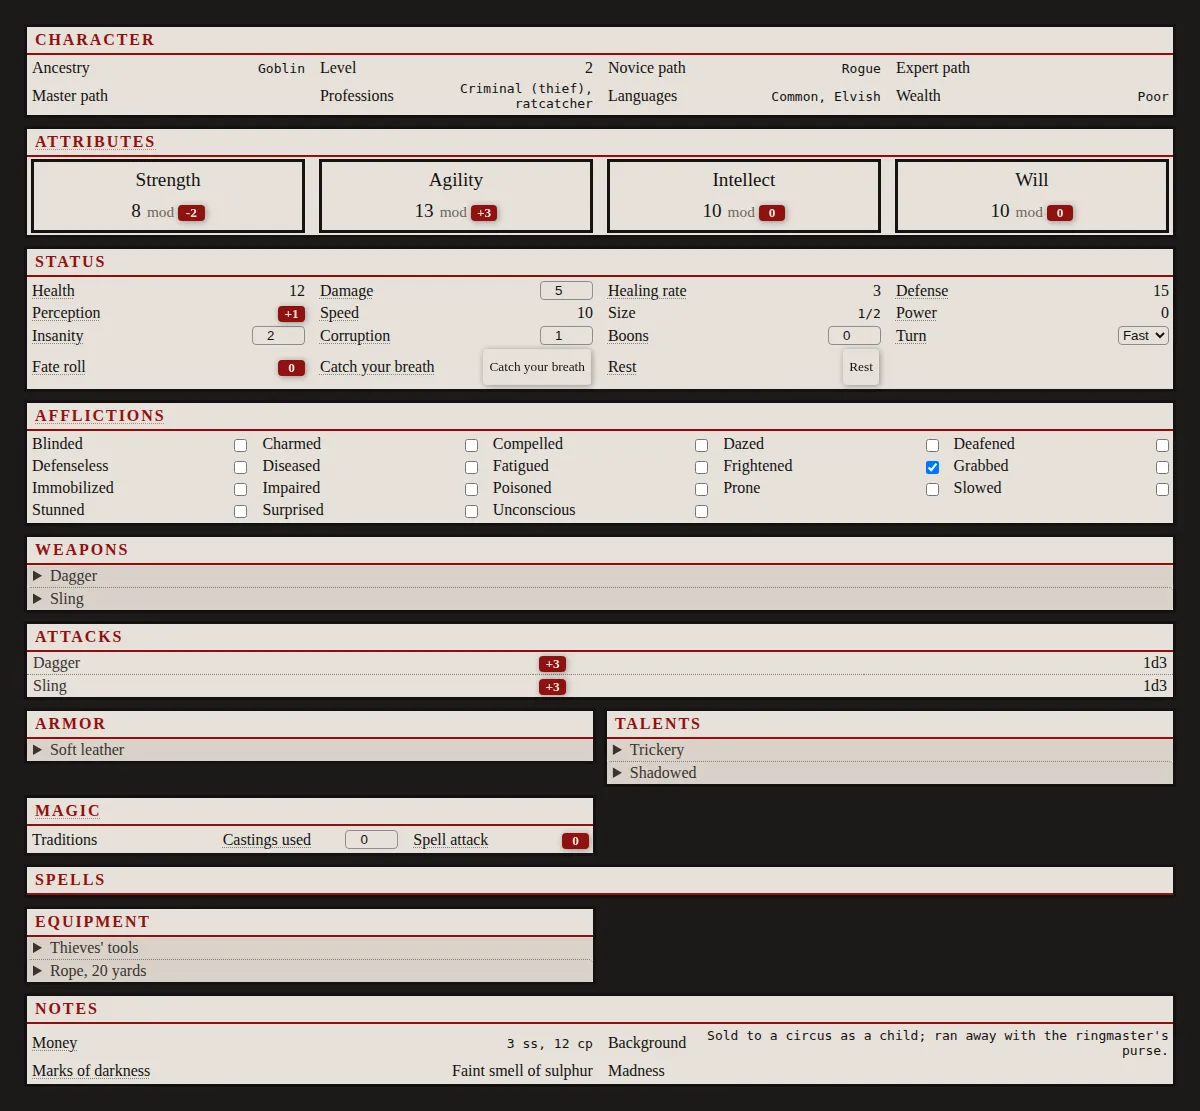 CHARACTER
Ancestry Goblin Level 2 Novice path Rogue Expert path
Master path Professions Criminal (thief), ratcatcher Languages Common, Elvish Wealth Poor
ATTRIBUTES
Strength Agility Intellect Will
8 mod -2 13 mod +3 10 mod 0 10 mod 0
STATUS
Health 12 Damage 5 Healing rate 3 Defense 15
Perception +1 Speed 10 Size 1/2 Power 0
Insanity 2 Corruption 1 Boons 0 Turn Fast
Fate roll 0 Catch your breath Catch your breath Rest Rest
AFFLICTIONS
Blinded Charmed Compelled Dazed Deafened
Defenseless Diseased Fatigued Frightened Grabbed
Immobilized Impaired Poisoned Prone Slowed
Stunned Surprised Unconscious
WEAPONS
Dagger
Sling
ATTACKS
Dagger +3 1d3
Sling +3 1d3
ARMOR
Soft leather
TALENTS
Trickery
Shadowed
MAGIC
Traditions Castings used 0 Spell attack 0
SPELLS
EQUIPMENT
Thieves' tools
Rope, 20 yards
NOTES
Money 3 ss, 12 cp Background Sold to a circus as a child; ran away with the ringmaster's
purse.
Marks of darkness Faint smell of sulphur Madness